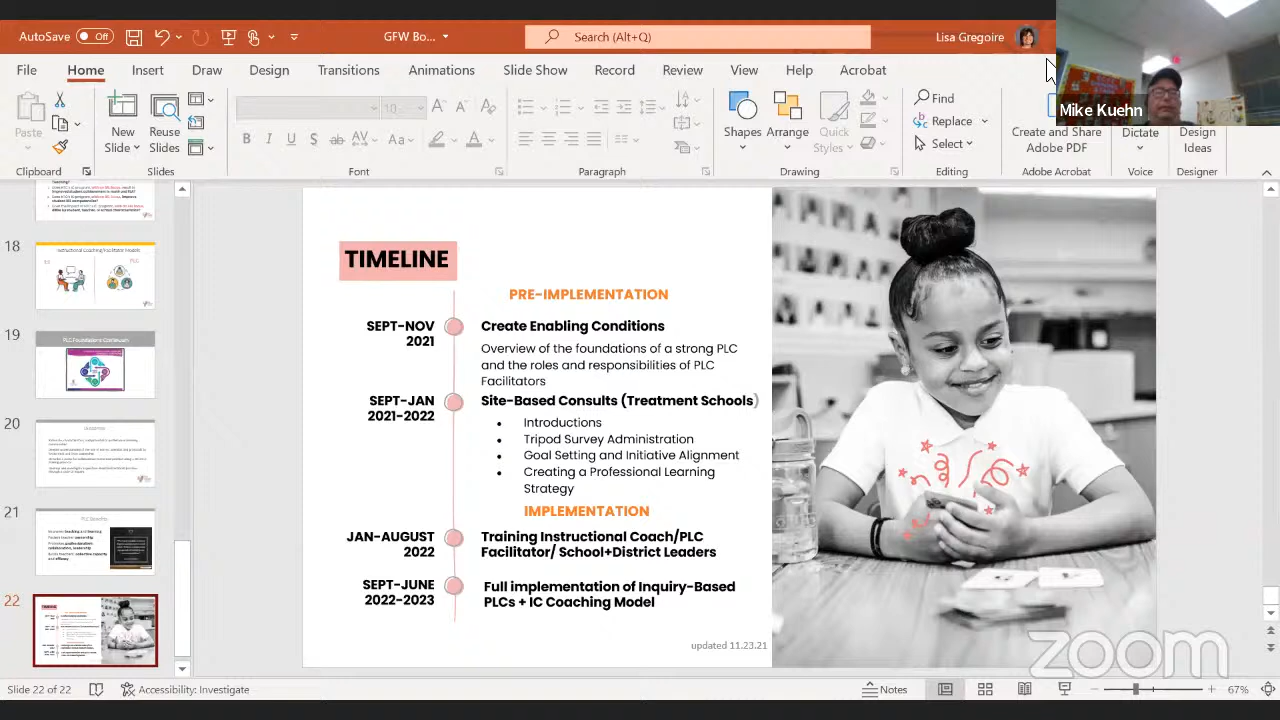 AutoSave Off GFW Bo... Search (Alt+Q) Lisa Gregoire
File Home Insert Draw Design Transitions Animations Slide Show Record Review View Help Acrobat
Mike Kuehn
Paste New Slide Reuse Slides Shapes Arrange Quick Styles Find Replace Select Create and Share Adobe PDF Dictate Design Ideas
Clipboard Slides Font Paragraph Drawing Editing Adobe Acrobat Voice Designer
18
19
PLC Foundations Continuum
20
21
PLC Benefits
22
TIMELINE
PRE-IMPLEMENTATION
SEPT-NOV
2021
Create Enabling Conditions
Overview of the foundations of a strong PLC
and the roles and responsibilities of PLC
Facilitators
SEPT-JAN
2021-2022
Site-Based Consults (Treatment Schools)
• Introductions
• Tripod Survey Administration
• Goal Setting and Initiative Alignment
• Creating a Professional Learning
Strategy
IMPLEMENTATION
JAN-AUGUST
2022
Training Instructional Coach/PLC
Facilitator/ School+District Leaders
SEPT-JUNE
2022-2023
Full implementation of Inquiry-Based
PLCs + IC Coaching Model
updated 11.23.21
zoom
Slide 22 of 22 Accessibility: Investigate Notes 67%